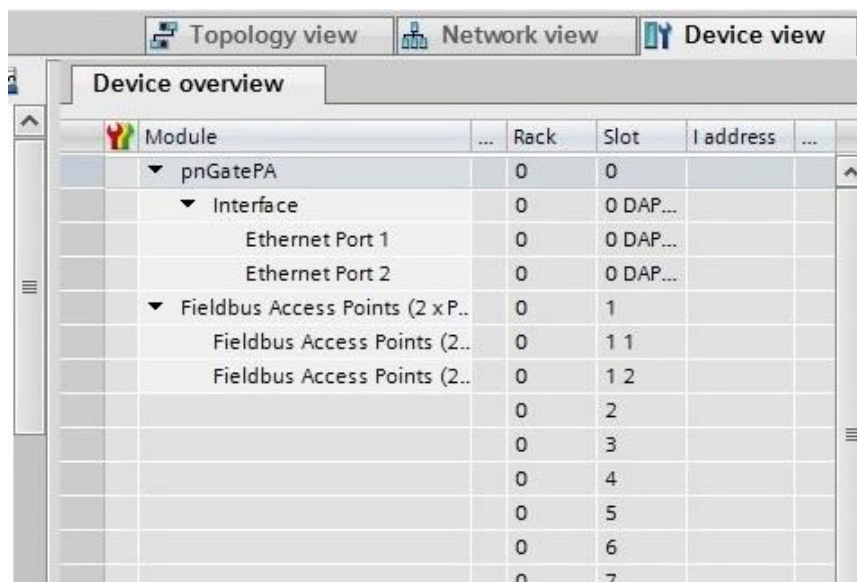 Topology view Network view Device view
Device overview
Module ... Rack Slot I address ...
pnGatePA 0 0
Interface 0 0 DAP...
Ethernet Port 1 0 0 DAP...
Ethernet Port 2 0 0 DAP...
Fieldbus Access Points (2 x P.. 0 1
Fieldbus Access Points (2.. 0 1 1
Fieldbus Access Points (2.. 0 1 2
0 2
0 3
0 4
0 5
0 6
0 7